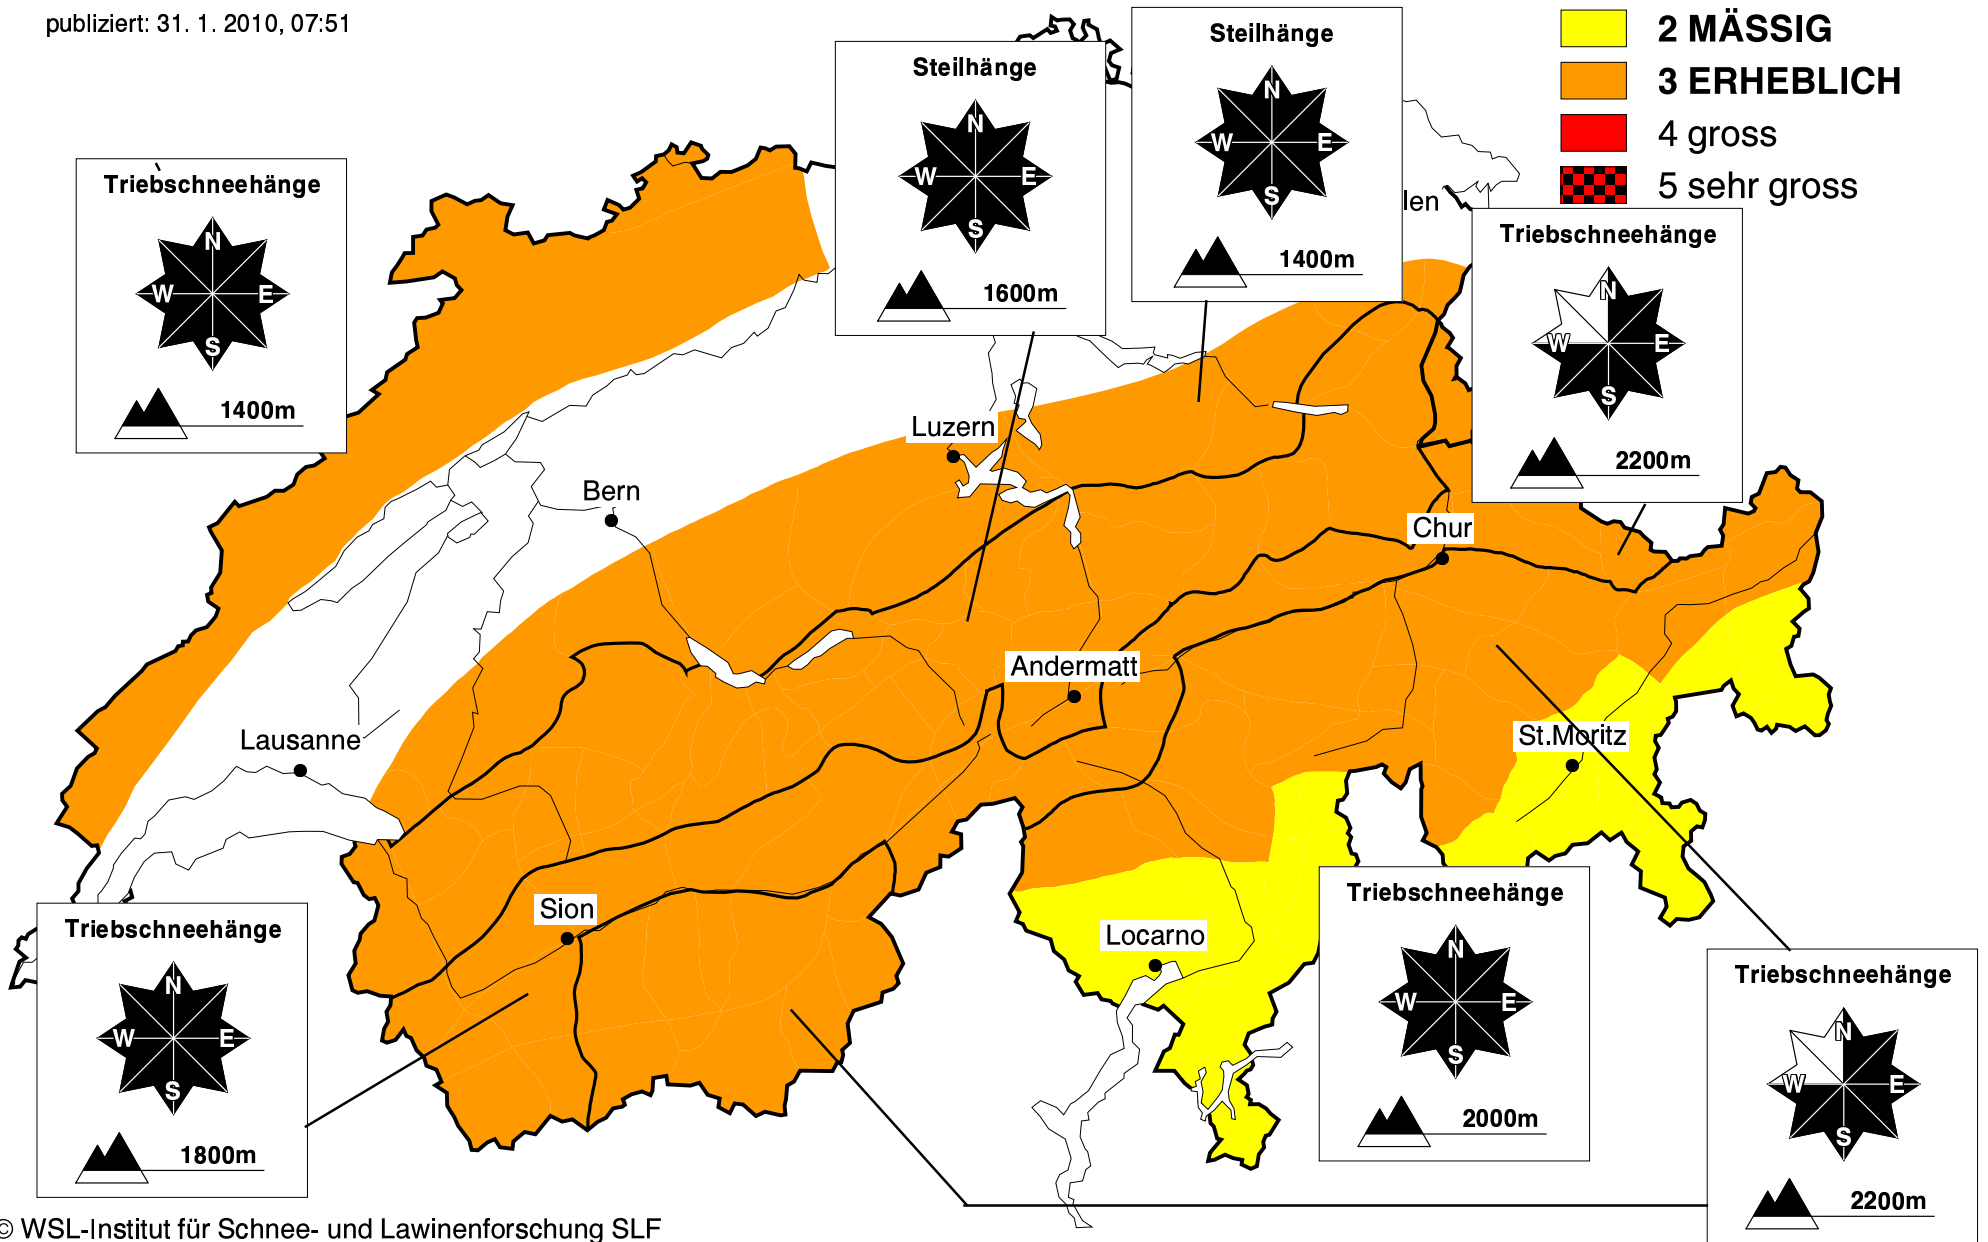 publiziert: 31. 1. 2010, 07:51
2 MÄSSIG
3 ERHEBLICH
4 gross
5 sehr gross
Steilhänge
N
W E
S
1400m
Steilhänge
N
W E
S
1600m
Triebschneehänge
N
W E
S
1400m
len
Triebschneehänge
N
W E
S
2200m
Luzern
Bern
Chur
Andermatt
Lausanne
St.Moritz
Sion
Locarno
Triebschneehänge
N
W E
S
1800m
Triebschneehänge
N
W E
S
2000m
Triebschneehänge
N
W E
S
2200m
© WSL-Institut für Schnee- und Lawinenforschung SLF